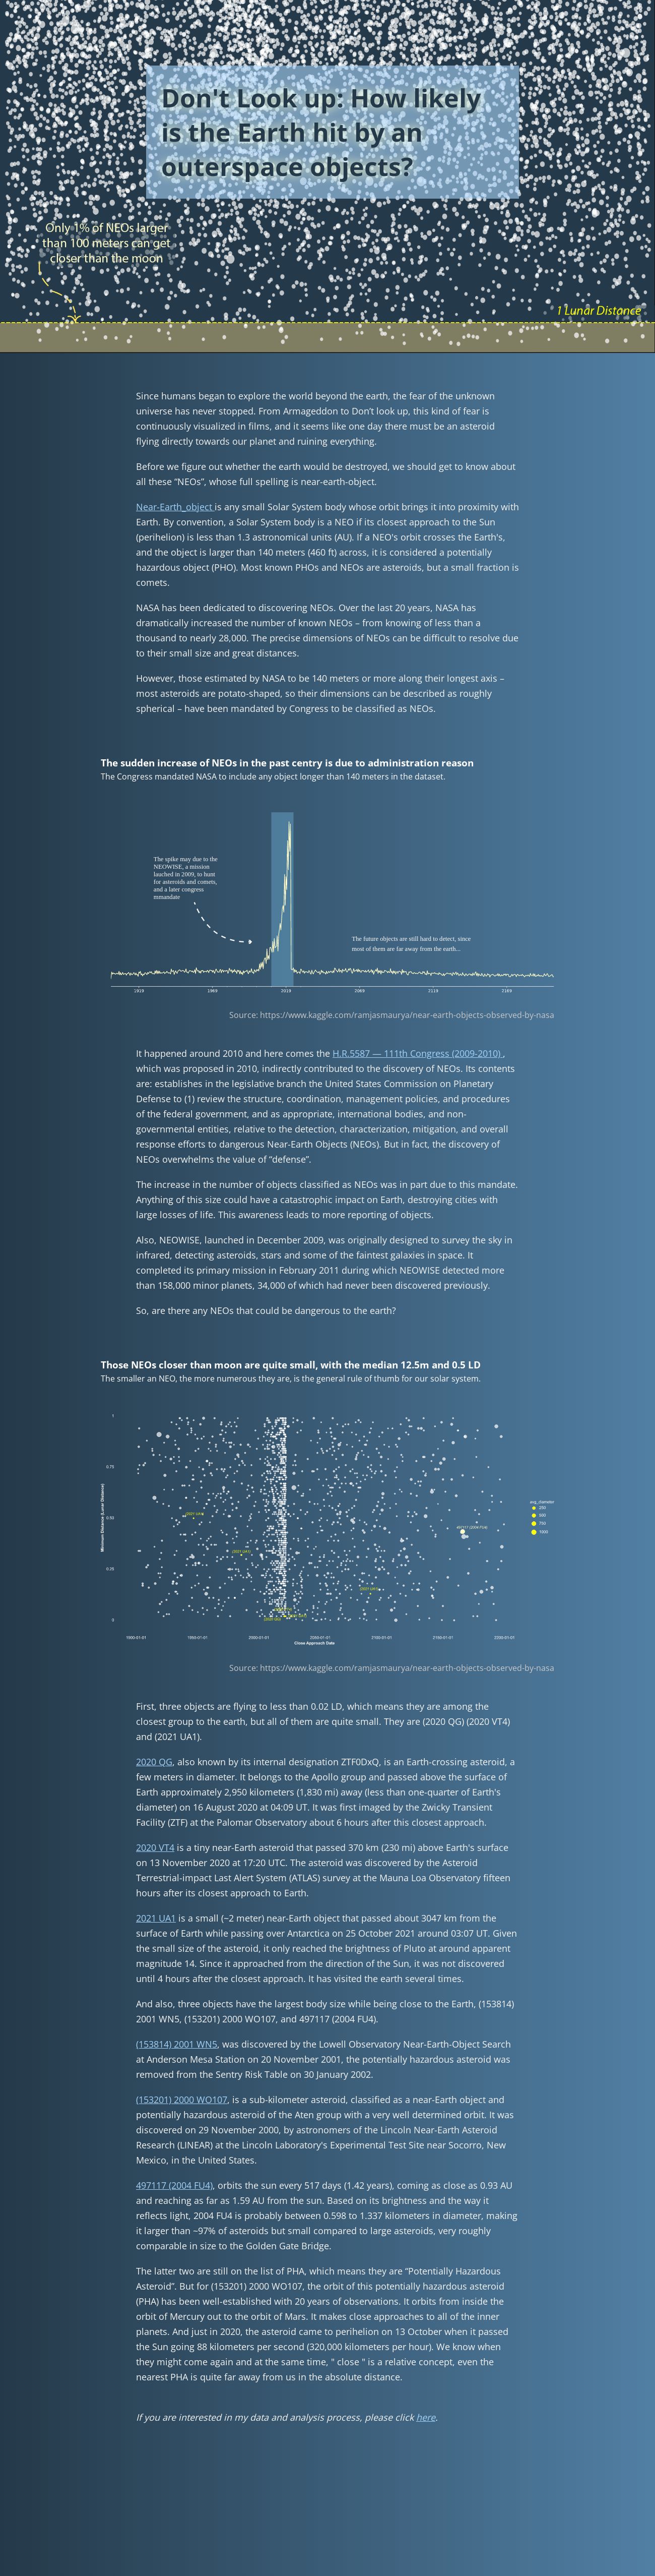 Don't Look up: How likely
is the Earth hit by an
outerspace objects?
Only 1% of NEOs larger
than 100 meters can get
closer than the moon
1 Lunar Distance
Since humans began to explore the world beyond the earth, the fear of the unknown
universe has never stopped. From Armageddon to Don't look up, this kind of fear is
continuously visualized in films, and it seems like one day there must be an asteroid
flying directly towards our planet and ruining everything.
Before we figure out whether the earth would be destroyed, we should get to know about
all these “NEOs”, whose full spelling is near-earth-object.
Near-Earth_object is any small Solar System body whose orbit brings it into proximity with
Earth. By convention, a Solar System body is a NEO if its closest approach to the Sun
(perihelion) is less than 1.3 astronomical units (AU). If a NEO's orbit crosses the Earth's,
and the object is larger than 140 meters (460 ft) across, it is considered a potentially
hazardous object (PHO). Most known PHOs and NEOs are asteroids, but a small fraction is
comets.
NASA has been dedicated to discovering NEOs. Over the last 20 years, NASA has
dramatically increased the number of known NEOs – from knowing of less than a
thousand to nearly 28,000. The precise dimensions of NEOs can be difficult to resolve due
to their small size and great distances.
However, those estimated by NASA to be 140 meters or more along their longest axis –
most asteroids are potato-shaped, so their dimensions can be described as roughly
spherical – have been mandated by Congress to be classified as NEOs.
The sudden increase of NEOs in the past centry is due to administration reason
The Congress mandated NASA to include any object longer than 140 meters in the dataset.
The spike may due to the
NEOWISE, a mission
lauched in 2009, to hunt
for asteroids and comets,
and a later congress
mmandate
The future objects are still hard to detect, since
most of them are far away from the earth...
Source: https://www.kaggle.com/ramjasmaurya/near-earth-objects-observed-by-nasa
It happened around 2010 and here comes the H.R.5587 — 111th Congress (2009-2010) ,
which was proposed in 2010, indirectly contributed to the discovery of NEOs. Its contents
are: establishes in the legislative branch the United States Commission on Planetary
Defense to (1) review the structure, coordination, management policies, and procedures
of the federal government, and as appropriate, international bodies, and non-
governmental entities, relative to the detection, characterization, mitigation, and overall
response efforts to dangerous Near-Earth Objects (NEOs). But in fact, the discovery of
NEOs overwhelms the value of “defense”.
The increase in the number of objects classified as NEOs was in part due to this mandate.
Anything of this size could have a catastrophic impact on Earth, destroying cities with
large losses of life. This awareness leads to more reporting of objects.
Also, NEOWISE, launched in December 2009, was originally designed to survey the sky in
infrared, detecting asteroids, stars and some of the faintest galaxies in space. It
completed its primary mission in February 2011 during which NEOWISE detected more
than 158,000 minor planets, 34,000 of which had never been discovered previously.
So, are there any NEOs that could be dangerous to the earth?
Those NEOs closer than moon are quite small, with the median 12.5m and 0.5 LD
The smaller an NEO, the more numerous they are, is the general rule of thumb for our solar system.
Minimum Distance (Lunar Distance)
1
0.75
0.50
0.25
0
Close Approach Date
avg_diameter
Source: https://www.kaggle.com/ramjasmaurya/near-earth-objects-observed-by-nasa
First, three objects are flying to less than 0.02 LD, which means they are among the
closest group to the earth, but all of them are quite small. They are (2020 QG) (2020 VT4)
and (2021 UA1).
2020 QG, also known by its internal designation ZTF0DxQ, is an Earth-crossing asteroid, a
few meters in diameter. It belongs to the Apollo group and passed above the surface of
Earth approximately 2,950 kilometers (1,830 mi) away (less than one-quarter of Earth's
diameter) on 16 August 2020 at 04:09 UT. It was first imaged by the Zwicky Transient
Facility (ZTF) at the Palomar Observatory about 6 hours after this closest approach.
2020 VT4 is a tiny near-Earth asteroid that passed 370 km (230 mi) above Earth's surface
on 13 November 2020 at 17:20 UTC. The asteroid was discovered by the Asteroid
Terrestrial-impact Last Alert System (ATLAS) survey at the Mauna Loa Observatory fifteen
hours after its closest approach to Earth.
2021 UA1 is a small (~2 meter) near-Earth object that passed about 3047 km from the
surface of Earth while passing over Antarctica on 25 October 2021 around 03:07 UT. Given
the small size of the asteroid, it only reached the brightness of Pluto at around apparent
magnitude 14. Since it approached from the direction of the Sun, it was not discovered
until 4 hours after the closest approach. It has visited the earth several times.
And also, three objects have the largest body size while being close to the Earth, (153814)
2001 WN5, (153201) 2000 WO107, and 497117 (2004 FU4).
(153814) 2001 WN5, was discovered by the Lowell Observatory Near-Earth-Object Search
at Anderson Mesa Station on 20 November 2001, the potentially hazardous asteroid was
removed from the Sentry Risk Table on 30 January 2002.
(153201) 2000 WO107, is a sub-kilometer asteroid, classified as a near-Earth object and
potentially hazardous asteroid of the Aten group with a very well determined orbit. It was
discovered on 29 November 2000, by astronomers of the Lincoln Near-Earth Asteroid
Research (LINEAR) at the Lincoln Laboratory's Experimental Test Site near Socorro, New
Mexico, in the United States.
497117 (2004 FU4), orbits the sun every 517 days (1.42 years), coming as close as 0.93 AU
and reaching as far as 1.59 AU from the sun. Based on its brightness and the way it
reflects light, 2004 FU4 is probably between 0.598 to 1.337 kilometers in diameter, making
it larger than ~97% of asteroids but small compared to large asteroids, very roughly
comparable in size to the Golden Gate Bridge.
The latter two are still on the list of PHA, which means they are “Potentially Hazardous
Asteroid”. But for (153201) 2000 WO107, the orbit of this potentially hazardous asteroid
(PHA) has been well-established with 20 years of observations. It orbits from inside the
orbit of Mercury out to the orbit of Mars. It makes close approaches to all of the inner
planets. And just in 2020, the asteroid came to perihelion on 13 October when it passed
the Sun going 88 kilometers per second (320,000 kilometers per hour). We know when
they might come again and at the same time, " close " is a relative concept, even the
nearest PHA is quite far away from us in the absolute distance.
If you are interested in my data and analysis process, please click here.